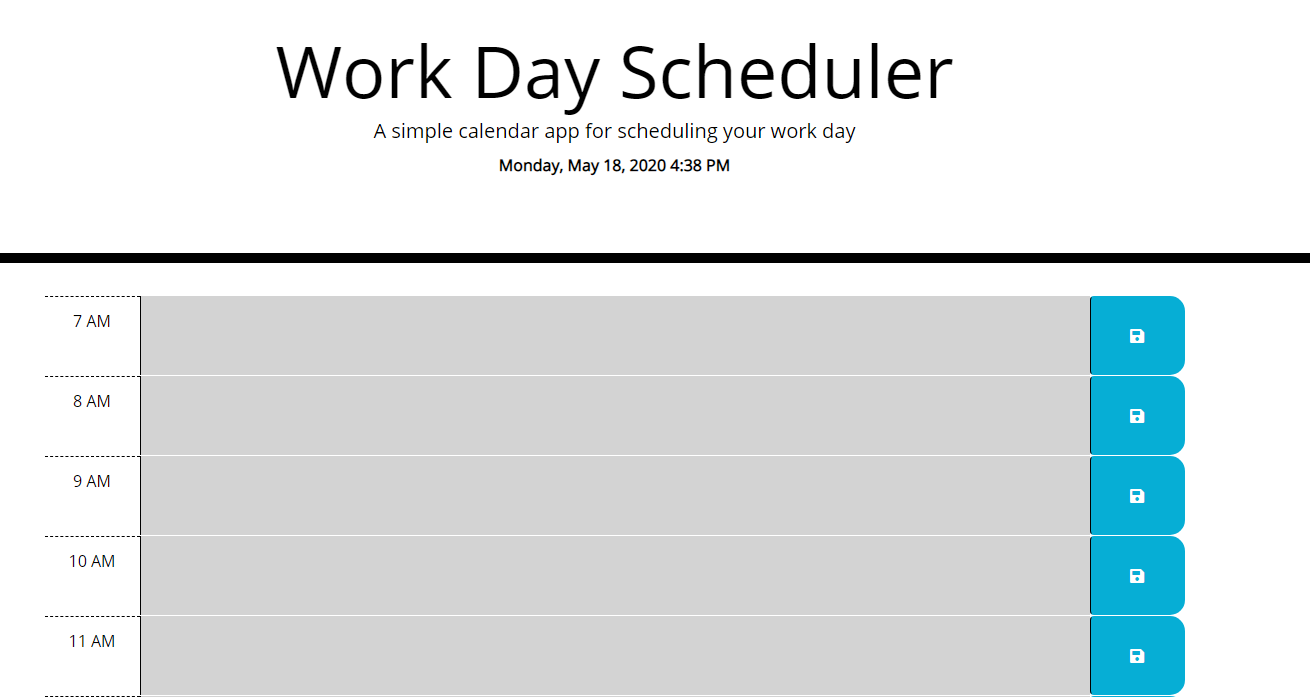 Work Day Scheduler
A simple calendar app for scheduling your work day
Monday, May 18, 2020 4:38 PM
7 AM
8 AM
9 AM
10 AM
11 AM